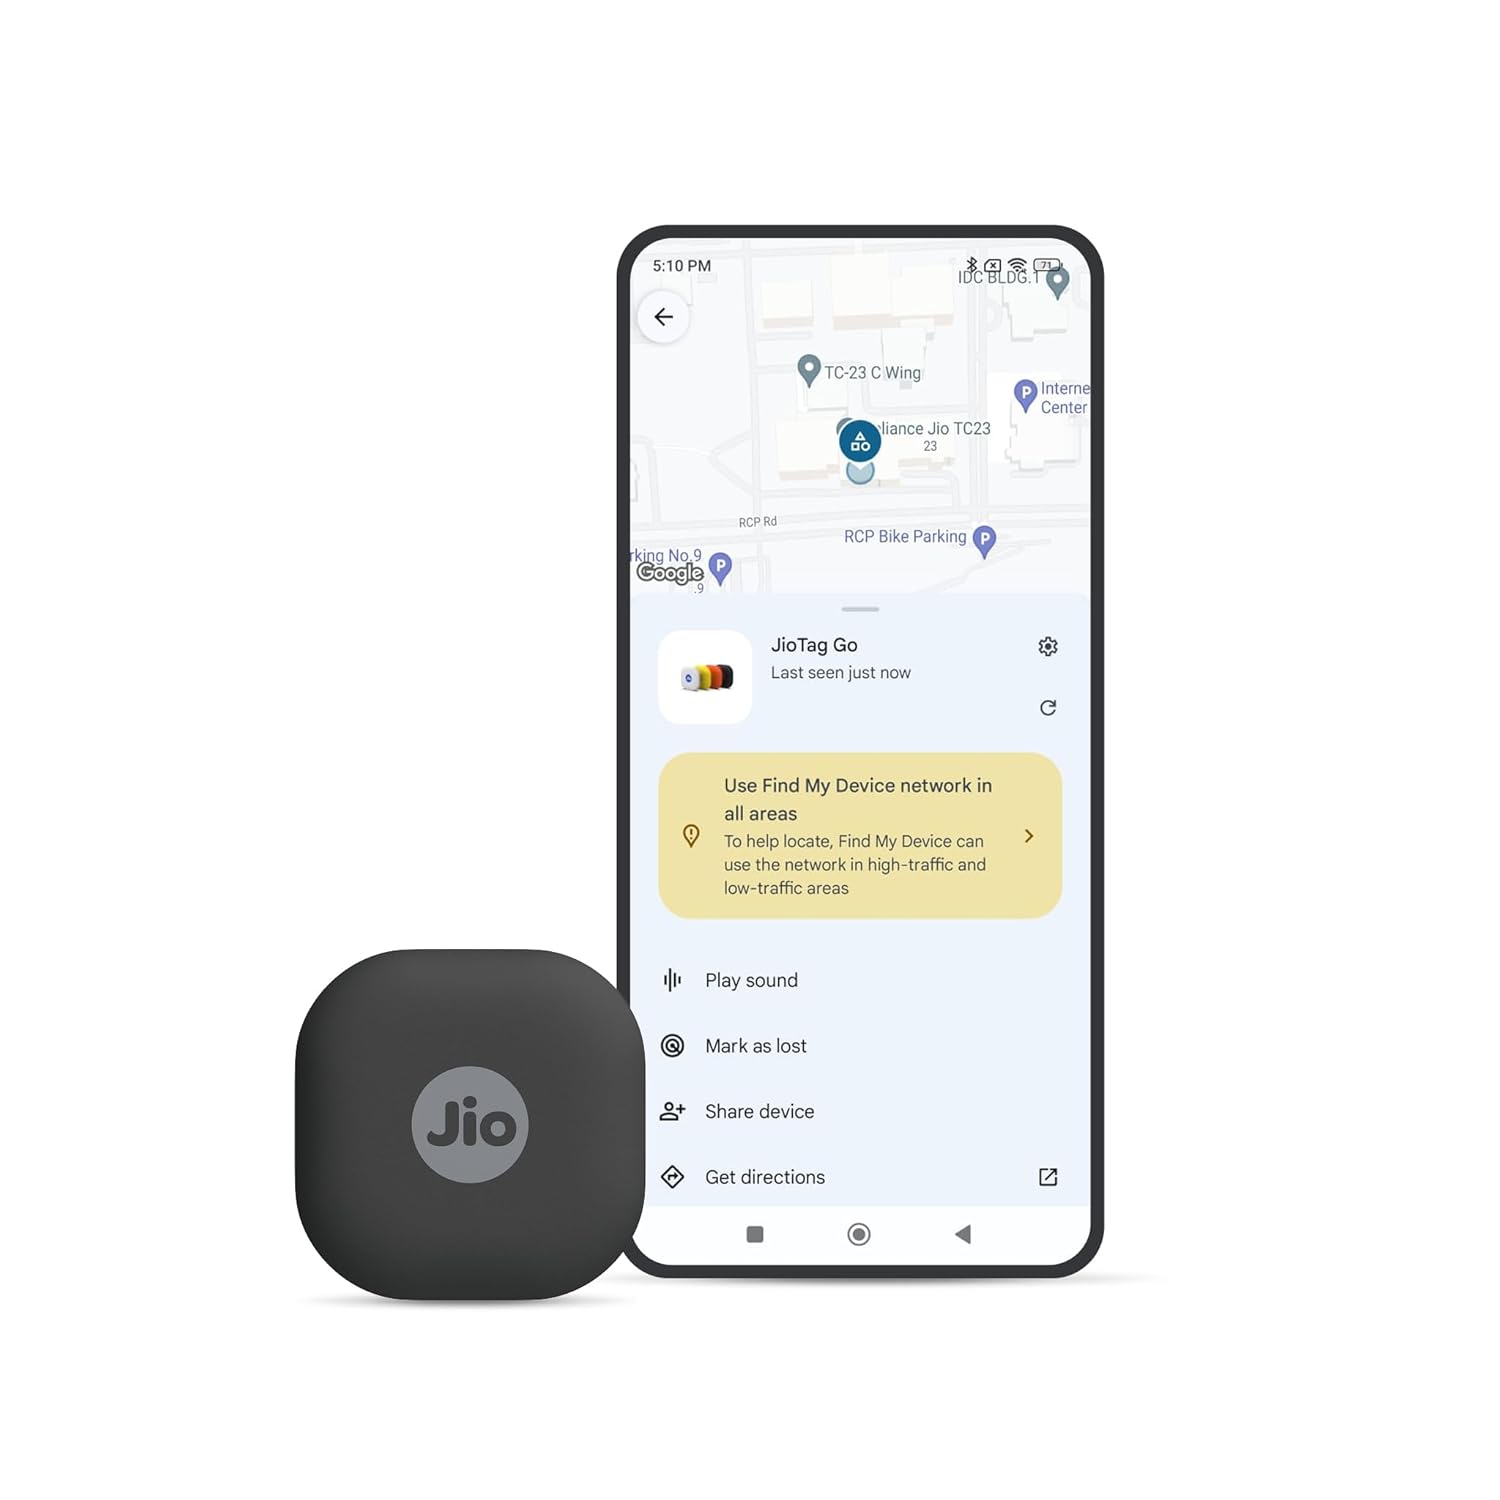 5:10 PM
71
IDC BLDG.1
TC-23 C Wing
P
Interne
Center
liance Jio TC23
23
RCP Rd
RCP Bike Parking
P
rking No.9
P
Google
.9
JioTag Go
Last seen just now
Use Find My Device network in
all areas
To help locate, Find My Device can
use the network in high-traffic and
low-traffic areas
Play sound
Mark as lost
Share device
Get directions
Jio